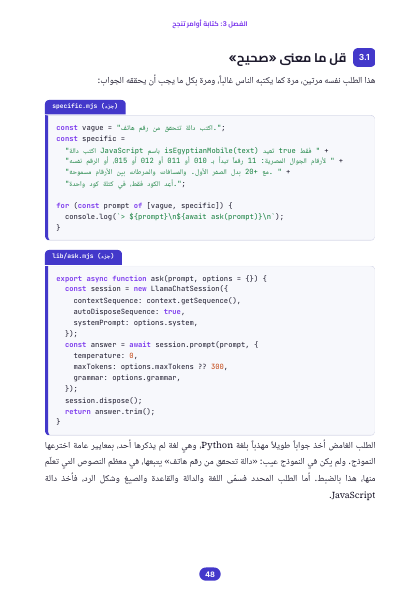 الفصل 3: كتابة أوامر تنجح
3.1 قل ما معنى «صحيح»
هذا الطلب نفسه مرتين، مرة كما يكتبه الناس غالباً، ومرة بكل ما يجب أن يحققه الجواب:
specific.mjs (جزء)
const vague = "اكتب دالة تتحقق من رقم هاتف.";
const specific =
"اكتب دالة JavaScript باسم isEgyptianMobile(text) تعيد true فقط " +
"لأرقام الجوال المصرية: 11 رقماً تبدأ بـ 010 أو 011 أو 012 أو 015، أو الرقم نفسه " +
"مع +20 بدل الصفر الأول. والمسافات والشرطات بين الأرقام مسموحة. " +
"أعد الكود فقط، في كتلة كود واحدة.";
for (const prompt of [vague, specific]) {
console.log(`> ${prompt}\n${await ask(prompt)}\n`);
}
lib/ask.mjs (جزء)
export async function ask(prompt, options = {}) {
const session = new LlamaChatSession({
contextSequence: context.getSequence(),
autoDisposeSequence: true,
systemPrompt: options.system,
});
const answer = await session.prompt(prompt, {
temperature: 0,
maxTokens: options.maxTokens ?? 300,
grammar: options.grammar,
});
session.dispose();
return answer.trim();
}
الطلب الغامض أخذ جواباً طويلاً مهذباً بلغة Python، وهي لغة لم يذكرها أحد، بمعايير عامة اخترعها
النموذج. ولم يكن في النموذج عيب: «دالة تتحقق من رقم هاتف» يتبعها، في معظم النصوص التي تعلّم
منها، هذا بالضبط. أما الطلب المحدد فسمّى اللغة والدالة والقاعدة والصيغ وشكل الرد، فأخذ دالة
JavaScript.
48